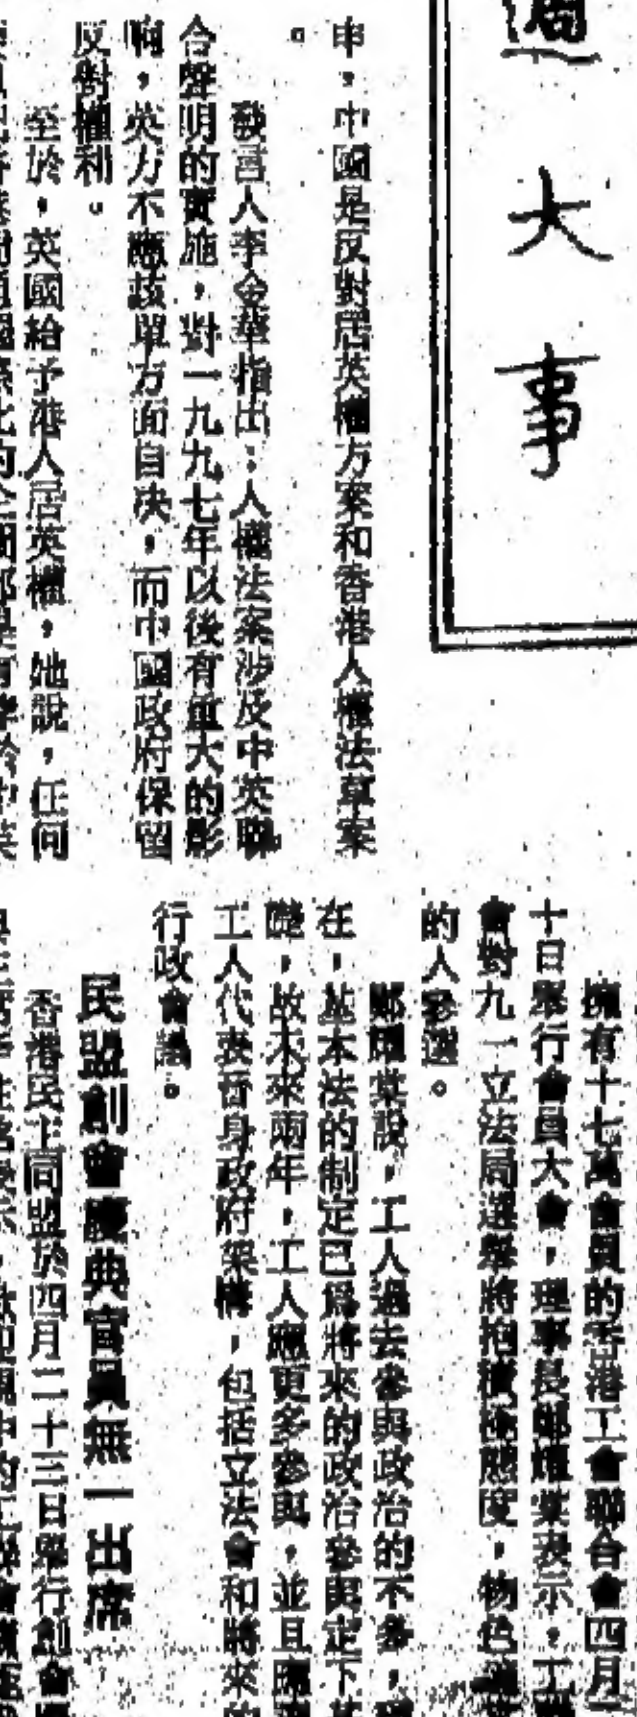 週大事
申，中國是反對居英權方案和香港人權法草案
。
發言人李金華指出：人權法案涉及中英聯
合聲明的實施，對一九九七年以後有重大的影
响，英方不應該單方面自決，而中國政府保留
反對權利。
至於，英國給予港人居英權，她說，任何
擁有十七萬會員的香港工會聯合會四月
十日舉行會員大會，理事長鄭耀棠表示，工聯
會對九一立法局選舉將抱積極態度，物色
的人參選。
鄭耀棠說，工人過去參與政治的不多，
在，基本法的制定已爲將來的政治參與定下基
礎，故未來兩年，工人應更多參與，並且應
工人代表晉身政府架構，包括立法會和將來的
行政會議。
民盟創會慶典官員無一出席
香港民主同盟於四月二十三日舉行創會